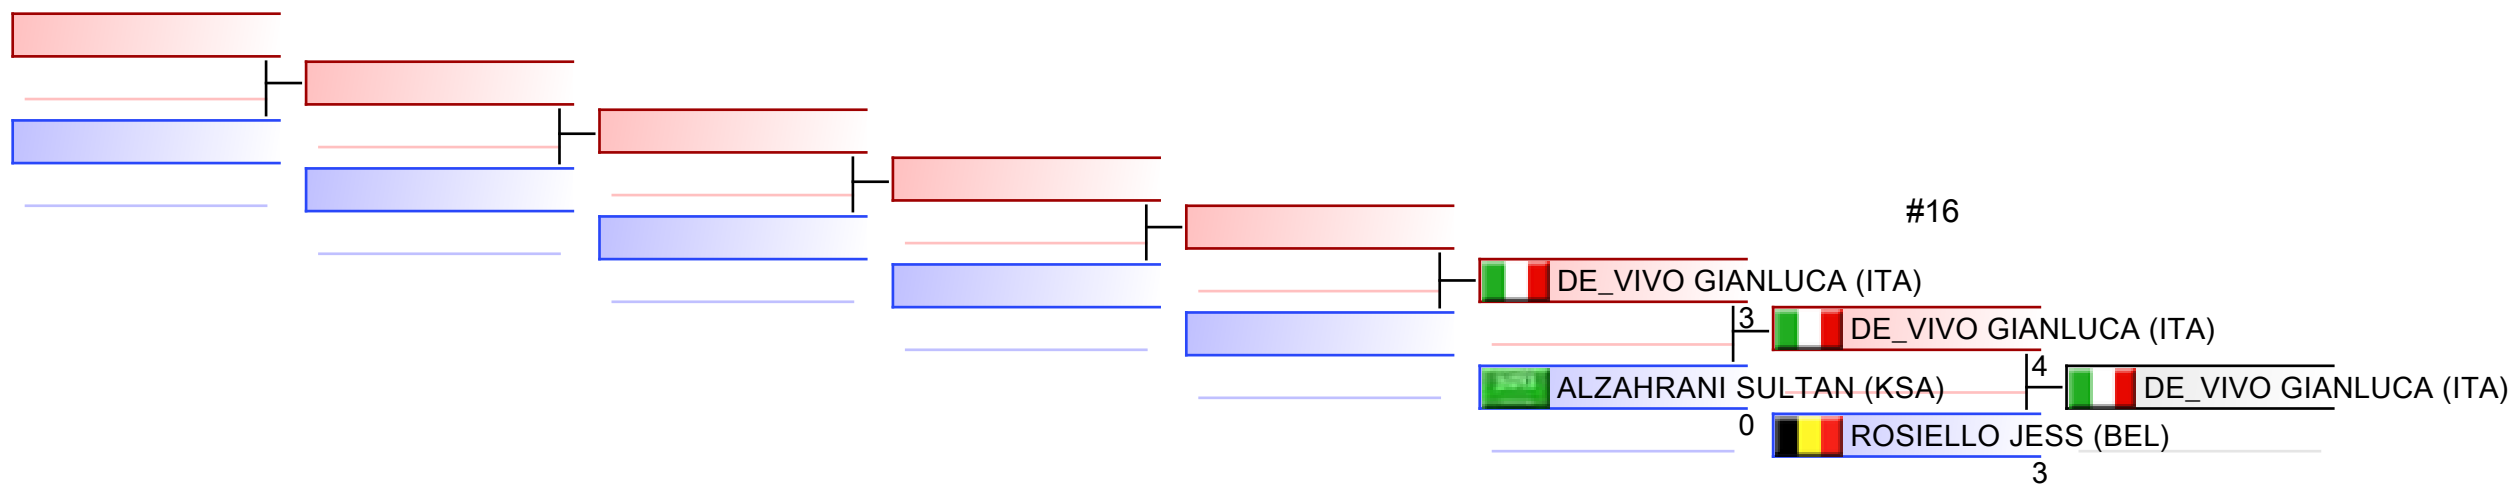 #16
DE_VIVO GIANLUCA (ITA)
3
DE_VIVO GIANLUCA (ITA)
4
ALZAHRANI SULTAN (KSA)
DE_VIVO GIANLUCA (ITA)
0
ROSIELLO JESS (BEL)
3